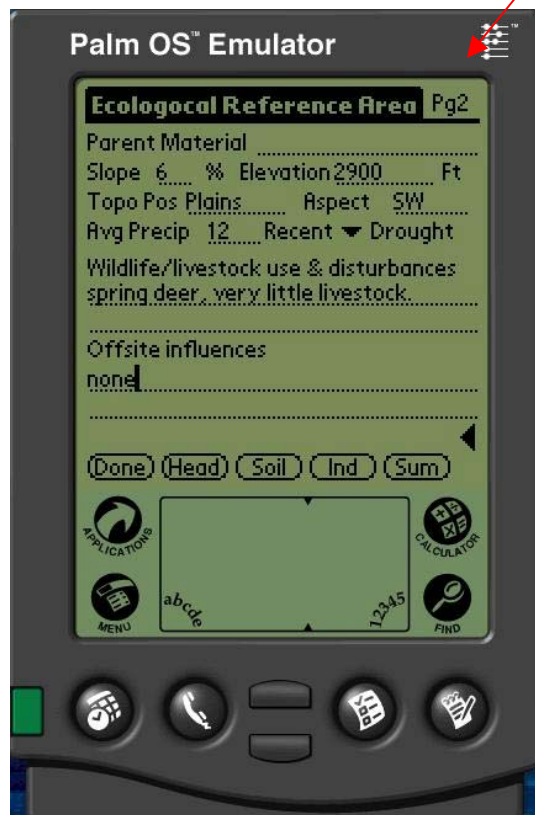 Palm OS™ Emulator ™
Ecologocal Reference Area Pg2
Parent Material
Slope 6 % Elevation 2900 Ft
Topo Pos Plains Aspect SW
Avg Precip 12 Recent Drought
Wildlife/livestock use & disturbances
spring deer, very little livestock.
Offsite influences
none
Done Head Soil Ind Sum
APPLICATIONS CALCULATOR
abcde 12345
MENU FIND